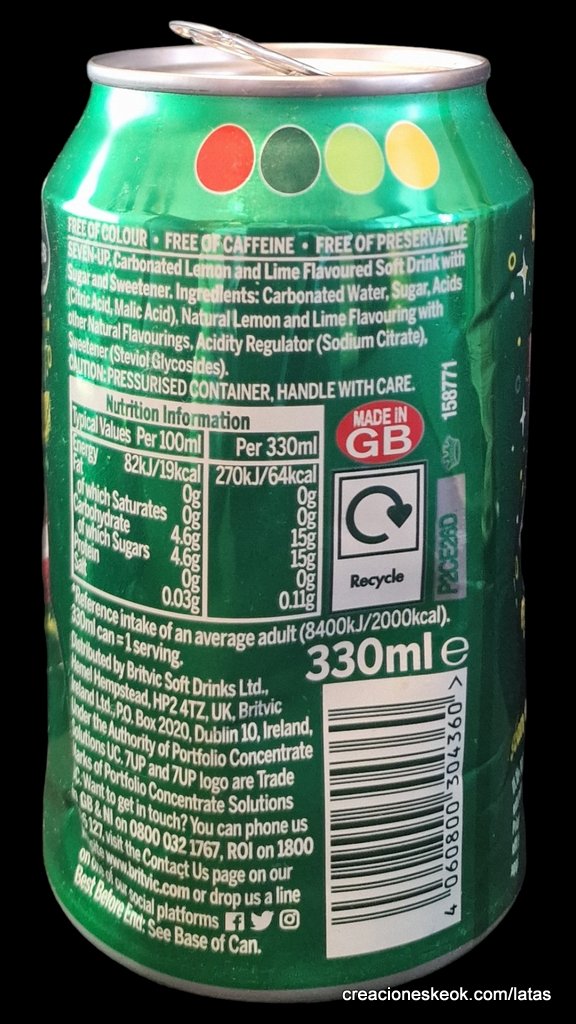 FREE OF COLOUR • FREE OF CAFFEINE • FREE OF PRESERVATIVE
SEVEN-UP. Carbonated Lemon and Lime Flavoured Soft Drink with
Sugar and Sweetener. Ingredients: Carbonated Water, Sugar, Acids
(Citric Acid, Malic Acid), Natural Lemon and Lime Flavouring with
other Natural Flavourings, Acidity Regulator (Sodium Citrate),
Sweetener (Steviol Glycosides).
CAUTION: PRESSURISED CONTAINER, HANDLE WITH CARE.
Nutrition Information
Typical Values Per 100ml Per 330ml
Energy 82kJ/19kcal 270kJ/64kcal
Fat 0g 0g
of which Saturates 0g 0g
Carbohydrate 4.6g 15g
of which Sugars 4.6g 15g
Protein 0g 0g
Salt 0.03g 0.11g
MADE IN
GB
Recycle
158771
P2CE26D
*Reference intake of an average adult (8400kJ/2000kcal).
330ml can = 1 serving.
330ml e
Distributed by Britvic Soft Drinks Ltd.,
Hemel Hempstead, HP2 4TZ, UK, Britvic
Ireland Ltd., P.O. Box 2020, Dublin 10, Ireland,
Under the Authority of Portfolio Concentrate
Solutions UC. 7UP and 7UP logo are Trade
Marks of Portfolio Concentrate Solutions
UC. Want to get in touch? You can phone us
GB & NI on 0800 032 1767, ROI on 1800
127, visit the Contact Us page on our
www.britvic.com or drop us a line
on one of our social platforms
Best Before End: See Base of Can.
4 060800 304360 >
creacioneskeok.com/latas